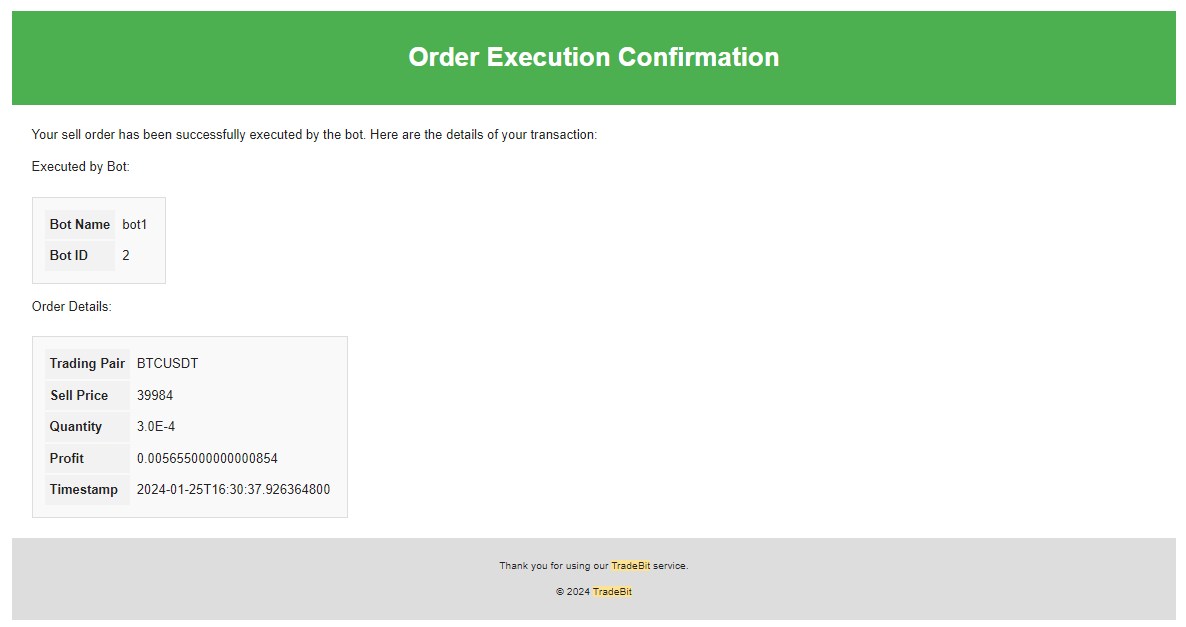 Order Execution Confirmation
Your sell order has been successfully executed by the bot. Here are the details of your transaction:
Executed by Bot:
Bot Name bot1
Bot ID 2
Order Details:
Trading Pair BTCUSDT
Sell Price 39984
Quantity 3.0E-4
Profit 0.005655000000000854
Timestamp 2024-01-25T16:30:37.926364800
Thank you for using our TradeBit service.
© 2024 TradeBit